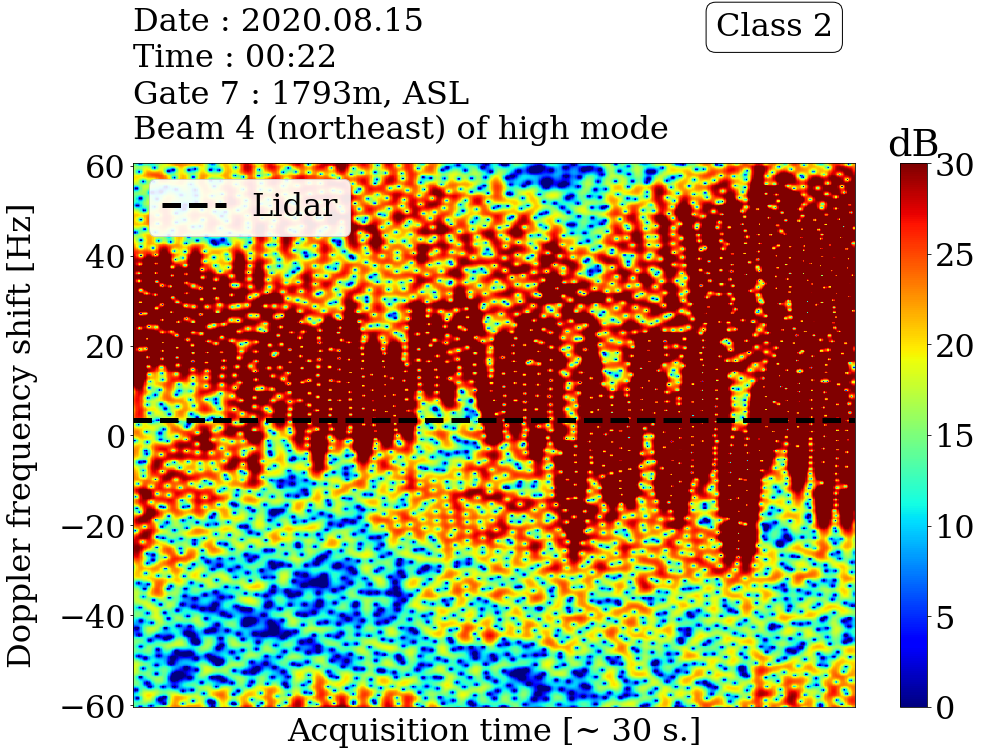 Date : 2020.08.15
Time : 00:22
Gate 7 : 1793m, ASL
Beam 4 (northeast) of high mode
Class 2
dB
Lidar
Doppler frequency shift [Hz]
60
40
20
0
−20
−40
−60
30
25
20
15
10
5
0
Acquisition time [~ 30 s.]